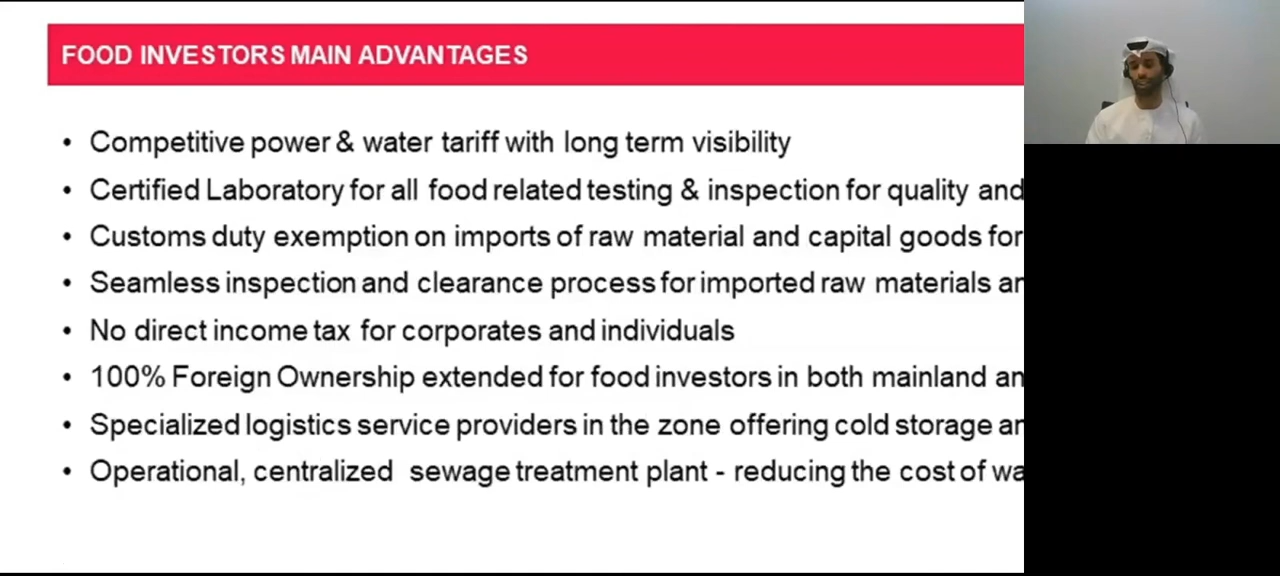 FOOD INVESTORS MAIN ADVANTAGES
• Competitive power & water tariff with long term visibility
• Certified Laboratory for all food related testing & inspection for quality and
• Customs duty exemption on imports of raw material and capital goods for
• Seamless inspection and clearance process for imported raw materials an
• No direct income tax for corporates and individuals
• 100% Foreign Ownership extended for food investors in both mainland an
• Specialized logistics service providers in the zone offering cold storage an
• Operational, centralized sewage treatment plant - reducing the cost of wa